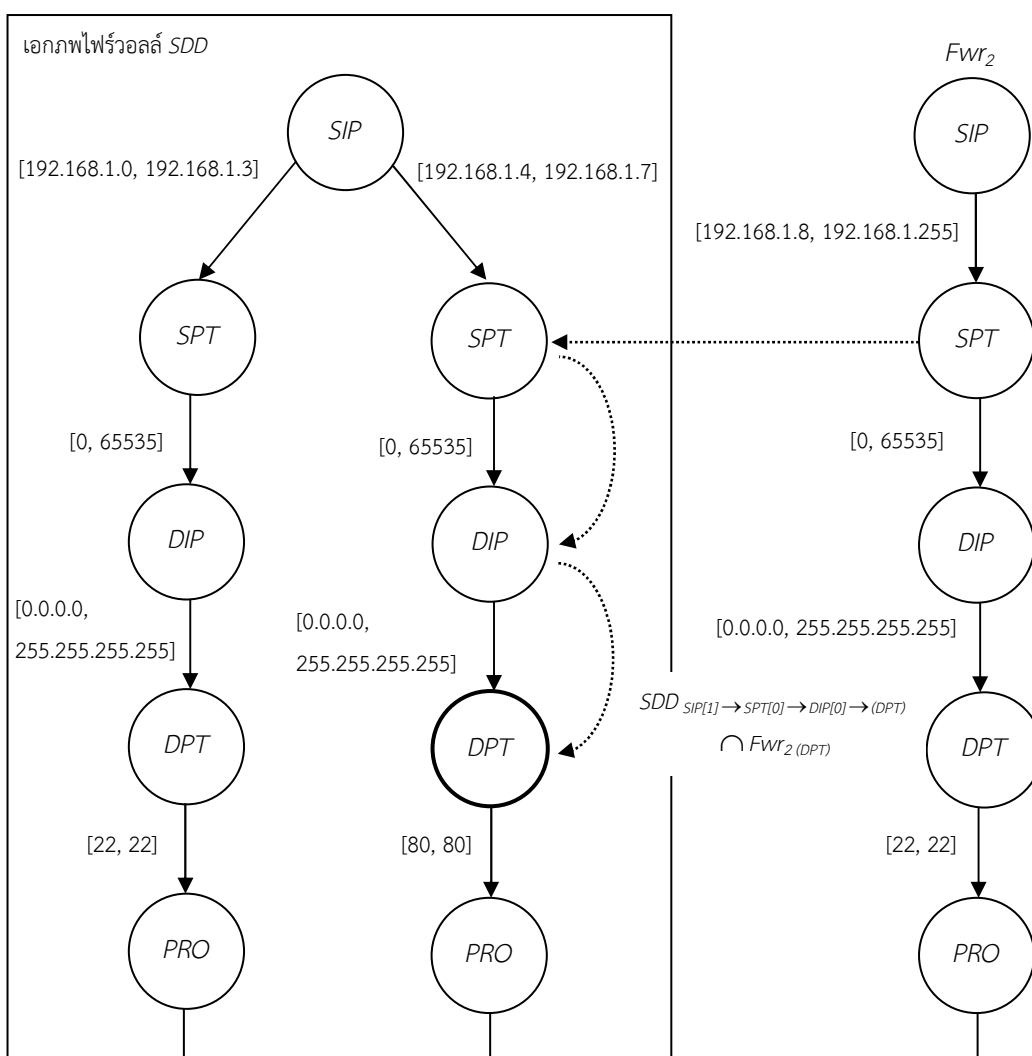 เอกภพไฟร์วอลล์ SDD
Fwr2
SIP
SIP
[192.168.1.0, 192.168.1.3]
[192.168.1.4, 192.168.1.7]
[192.168.1.8, 192.168.1.255]
SPT
SPT
SPT
[0, 65535]
[0, 65535]
[0, 65535]
DIP
DIP
DIP
[0.0.0.0,
255.255.255.255]
[0.0.0.0,
255.255.255.255]
[0.0.0.0, 255.255.255.255]
SDD SIP[1]→SPT[0]→DIP[0]→(DPT)
∩ Fwr2 (DPT)
DPT
DPT
DPT
[22, 22]
[80, 80]
[22, 22]
PRO
PRO
PRO